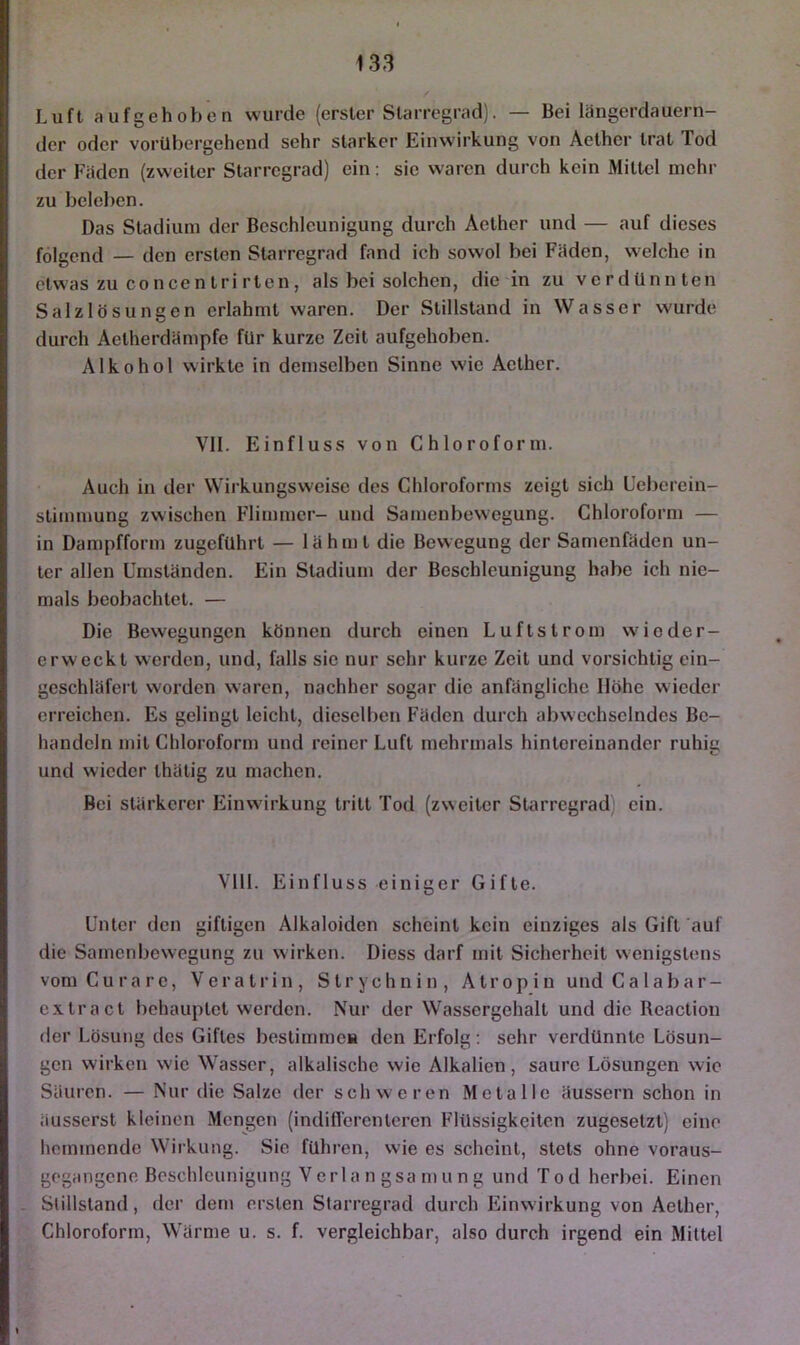 133
Luft aufgehoben wurde (erster Starregrad). — Bei längerdauern-
der oder vorübergehend sehr starker Einwirkung von Aether trat Tod
der Fäden (zweiter Starregrad) ein: sie waren durch kein Mittel mehr
zu beleben.
Das Stadium der Beschleunigung durch Aether und — auf dieses
folgend — den ersten Starregrad fand ich sowol bei Fäden, welche in
etwas zu concentrirten, als bei solchen, die in zu verdünnten
Salzlösungen erlahmt waren. Der Stillstand in Wasser wurde
durch Aetherdämpfe für kurze Zeit aufgehoben.
Alkohol wirkte in demselben Sinne wie Aether.
VII. Einfluss von Chloroform.
Auch in der Wirkungsweise des Chloroforms zeigt sich Ueberein-
stimmung zwischen Flimmer- und Samenbewegung. Chloroform —
in Dampfform zugeführt — lähmt die Bewegung der Samenfäden un-
ter allen Umständen. Ein Stadium der Beschleunigung habe ich nie-
mals beobachtet. —
Die Bewegungen können durch einen Luftstrom wieder-
erweckt werden, und, falls sie nur sehr kurze Zeit und vorsichtig ein-
geschläfert worden waren, nachher sogar die anfängliche Höhe wieder
erreichen. Es gelingt leicht, dieselben Fäden durch abwechselndes Be-
handeln mit Chloroform und reiner Luft mehrmals hintereinander ruhig
und wieder thätig zu machen.
Bei stärkerer Einwirkung tritt Tod (zweiter Starregrad) ein.
VIII. Einfluss einiger Gifte.
Unter den giftigen Alkaloiden scheint kein einziges als Gift auf
die Samenbewegung zu wirken. Diess darf mit Sicherheit wenigstens
vom Curare, Veratrin, Strychnin, Atropin und Calabar-
extract behauptet werden. Nur der Wassergehalt und die Reaction
der Lösung des Giftes bestimmen den Erfolg: sehr verdünnte Lösun-
gen wirken wie Wasser, alkalische wie Alkalien, saure Lösungen wie
Säuren. — Nur die Salze der schweren Metalle äussern schon in
äusserst kleinen Mengen (indifferenteren Flüssigkeiten zugesetzt) eine
hemmende Wirkung. Sie führen, wie es scheint, stets ohne voraus-
gegangene Beschleunigung Verlangsamung und Tod herbei. Einen
Stillstand, der dem ersten Starregrad durch Einwirkung von Aether,
Chloroform, Wärme u. s. f. vergleichbar, also durch irgend ein Mittel